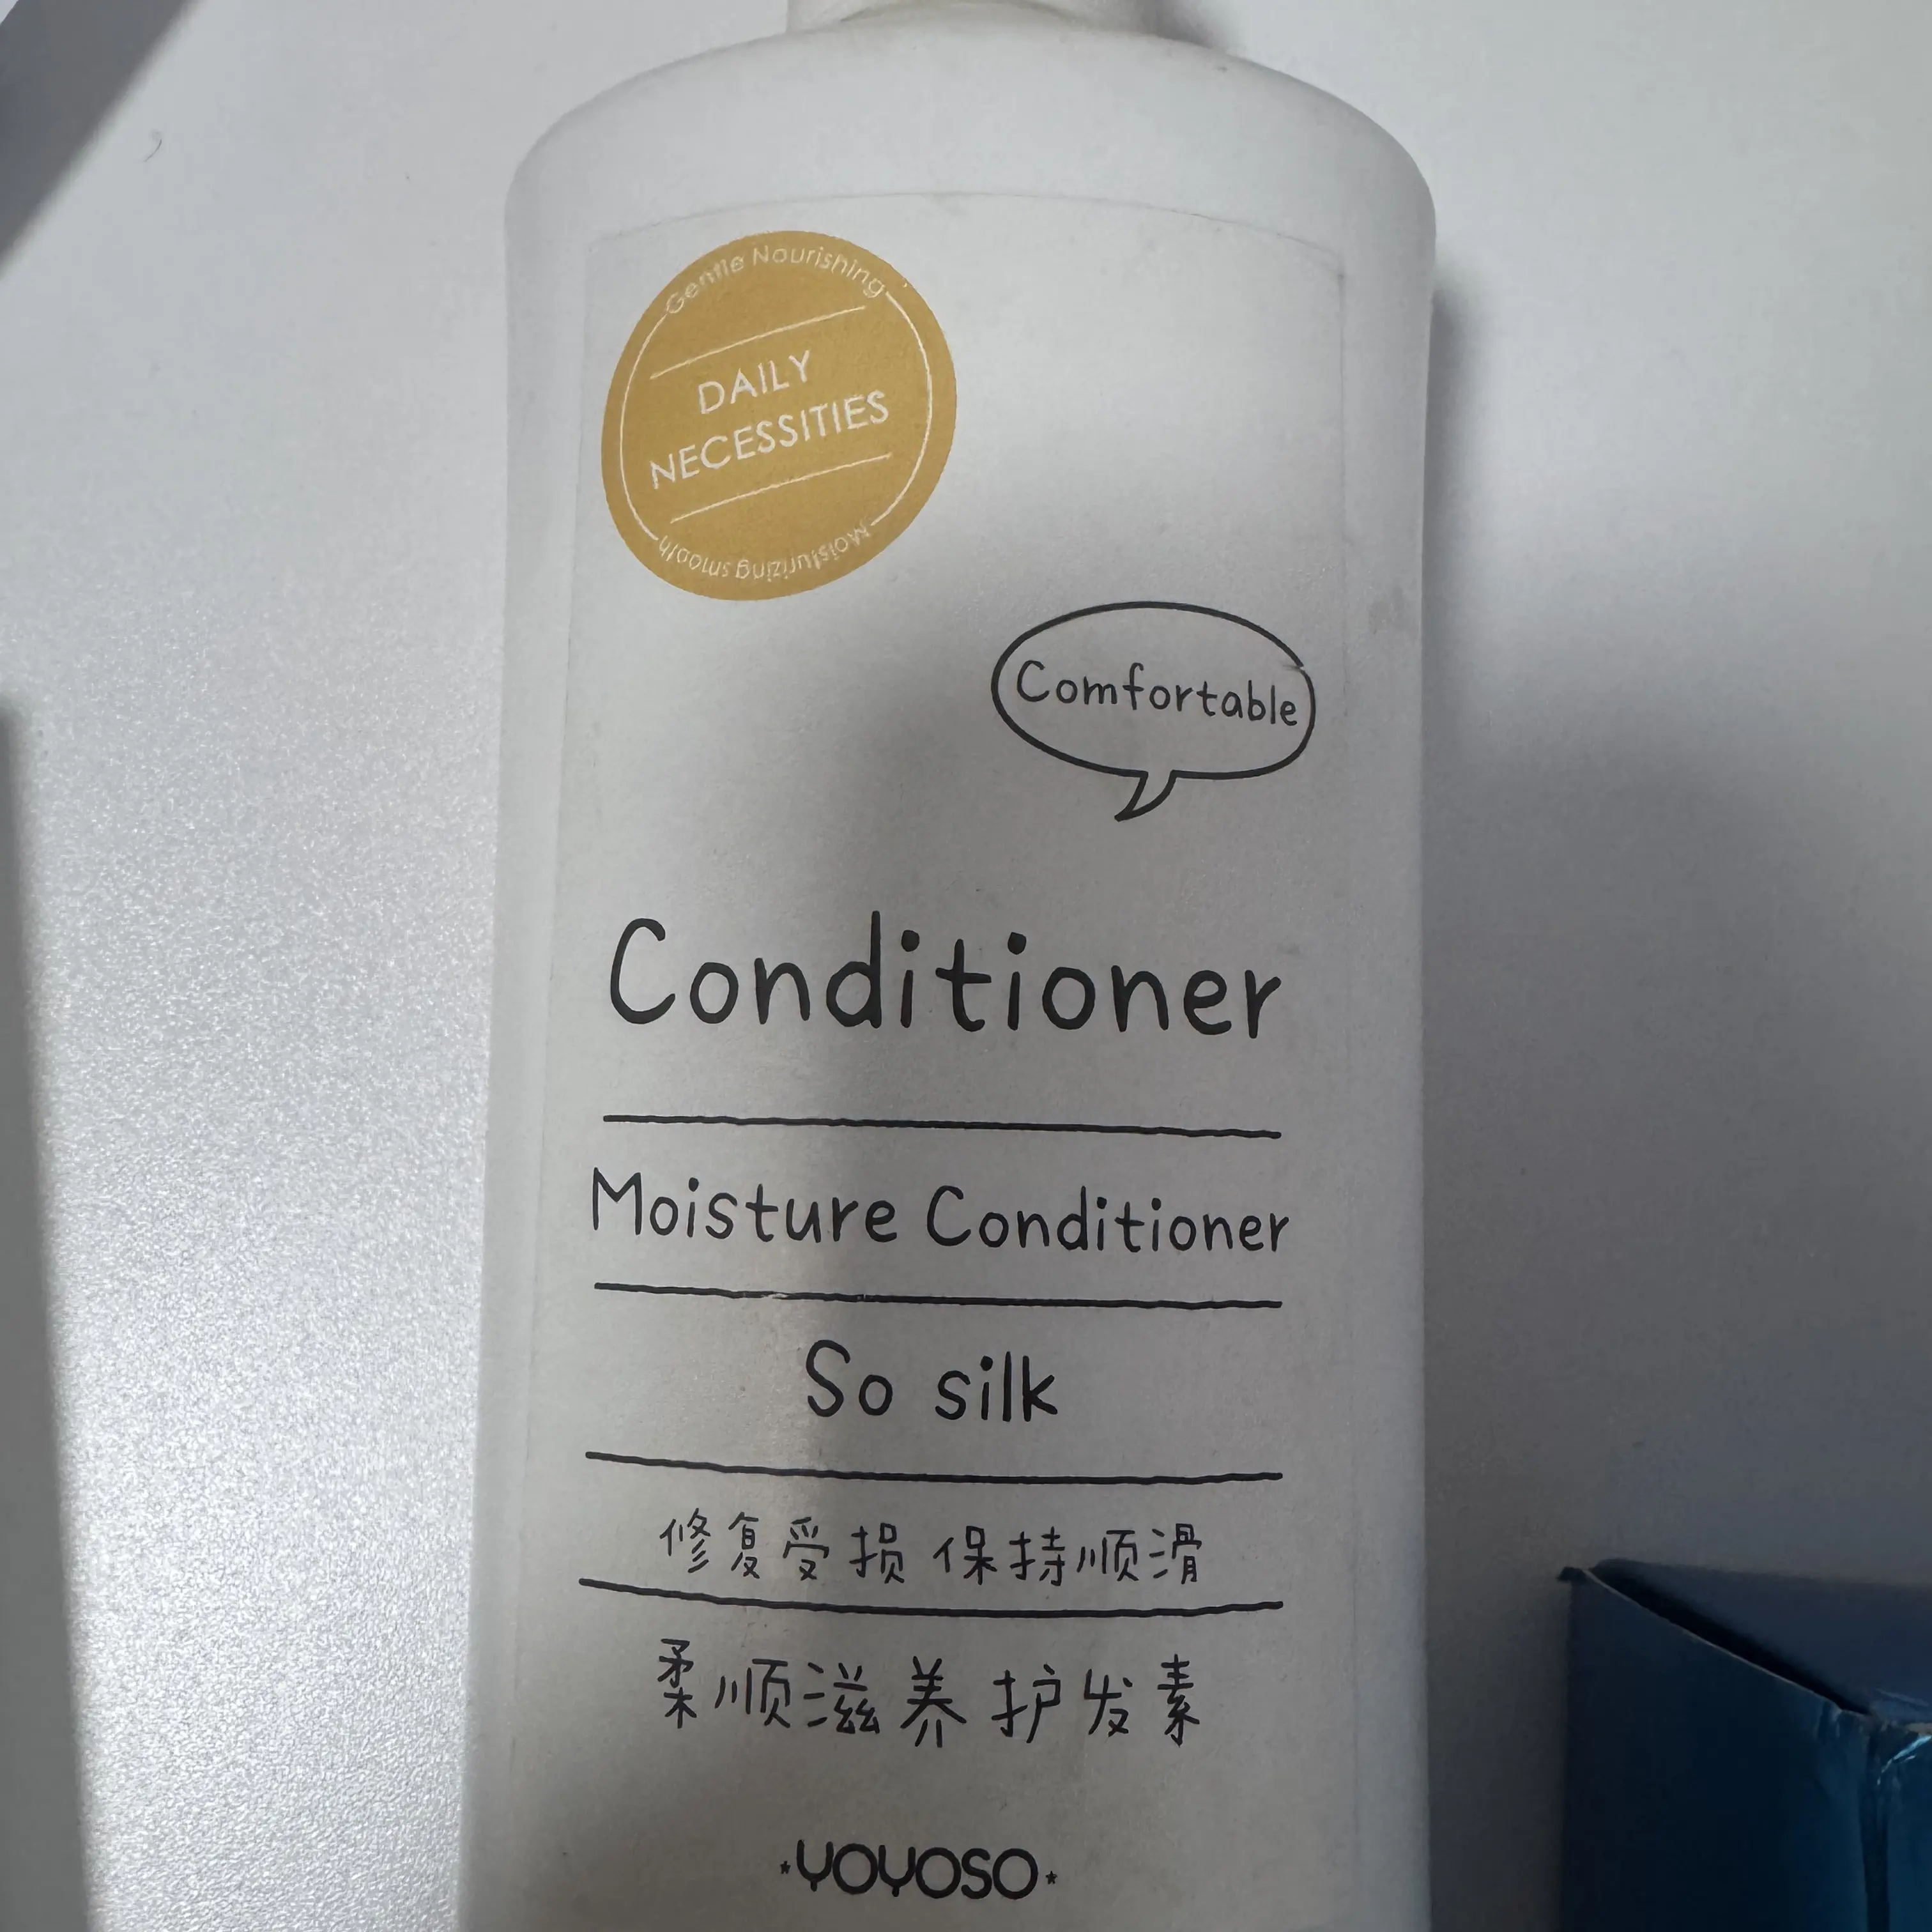 Gentle Nourishing
DAILY
NECESSITIES
Moisturizing smooth
Comfortable
Conditioner
Moisture Conditioner
So silk
修复受损 保持顺滑
柔顺滋养护发素
YOYOSO